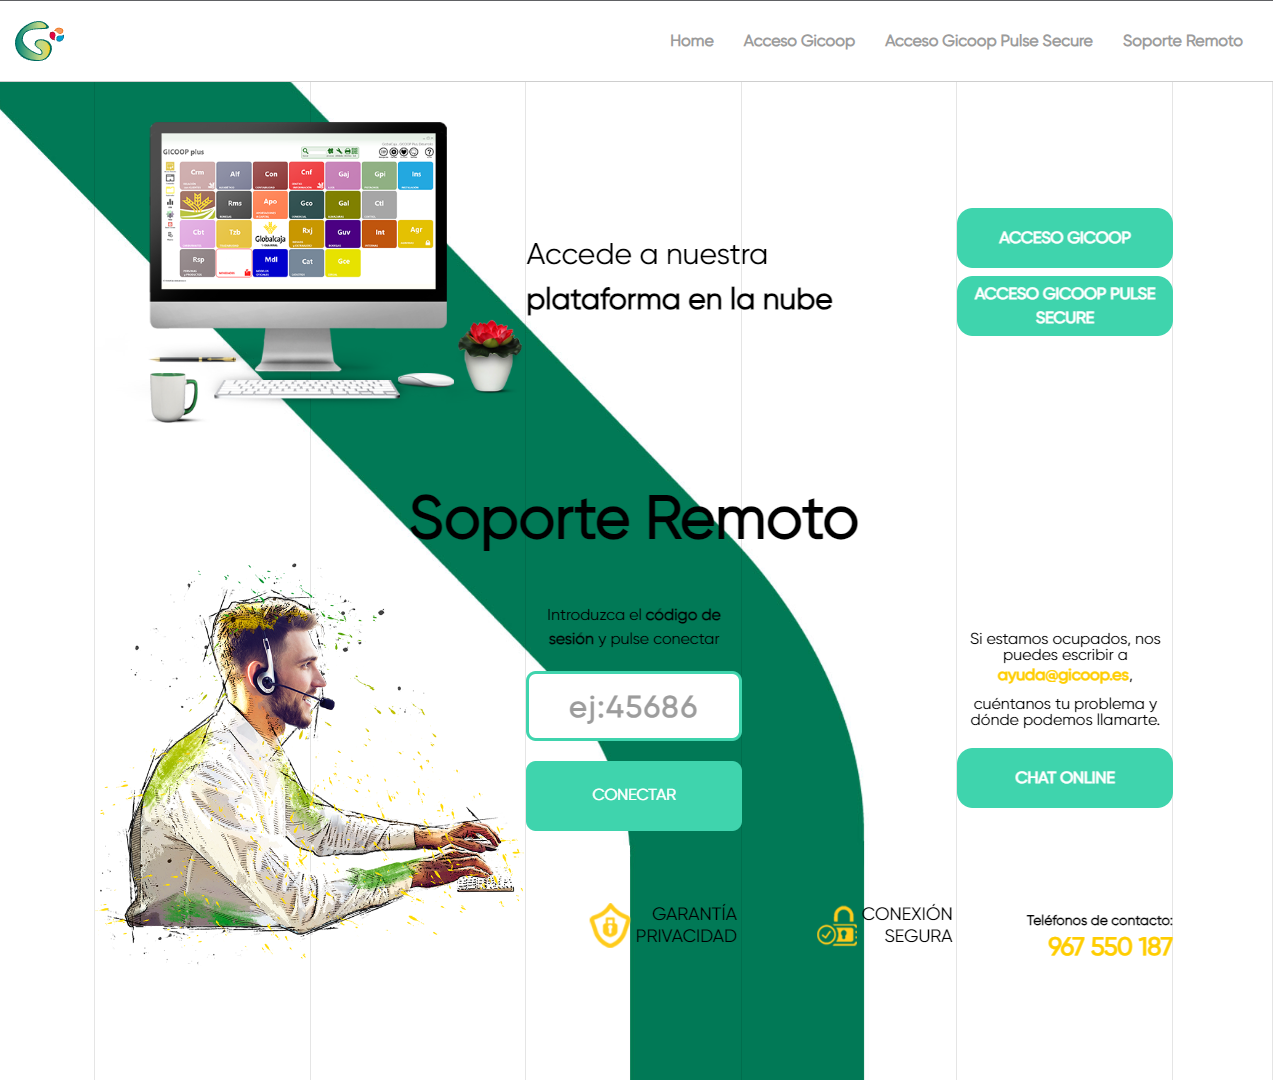 Home
Acceso Gicoop
Acceso Gicoop Pulse Secure
Soporte Remoto
GICOOP plus
Crm
Alf
Con
Cnf
Gaj
Gpi
Ins
Rms
Apo
Gco
Gal
Ctl
Cbt
Tzb
Globalcaja
Rxj
Guv
Int
Agr
Rsp
Mdl
Cat
Gce
Accede a nuestra
plataforma en la nube
ACCESO GICOOP
ACCESO GICOOP PULSE
SECURE
Soporte Remoto
Introduzca el código de
sesión y pulse conectar
ej:45686
CONECTAR
Si estamos ocupados, nos
puedes escribir a
ayuda@gicoop.es,
cuéntanos tu problema y
dónde podemos llamarte.
CHAT ONLINE
GARANTÍA
PRIVACIDAD
CONEXIÓN
SEGURA
Teléfonos de contacto:
967 550 187